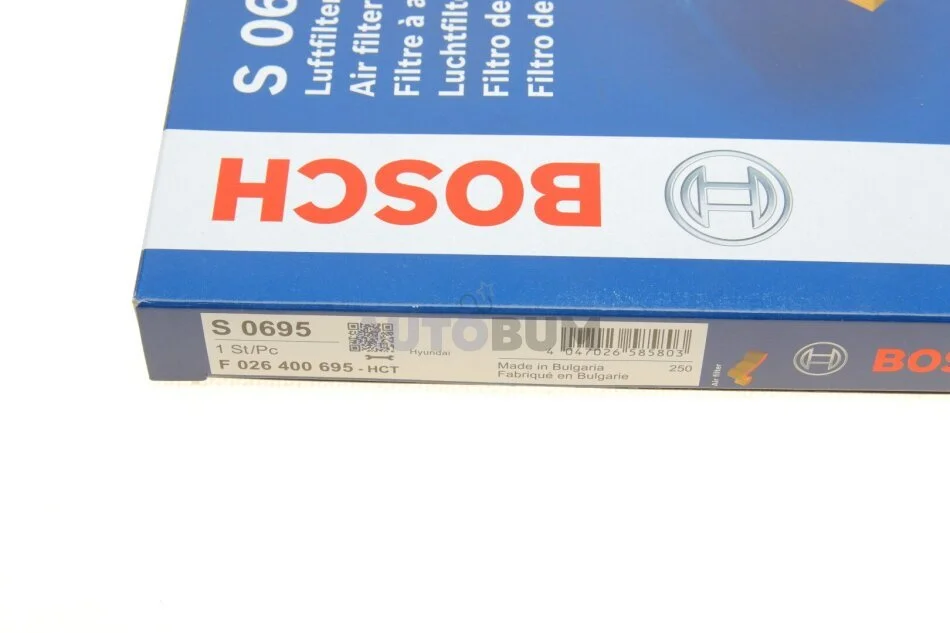 S 06
Luftfilter
Air filter
Filtre à a
Luchtfilt
Filtro de
Filtro de
BOSCH
S 0695
1 St/Pc
F 026 400 695 - HCT
Hyundai
4 047026 585803
Made in Bulgaria
Fabriqué en Bulgarie
250
Air filter
BOS
AUTOBUM